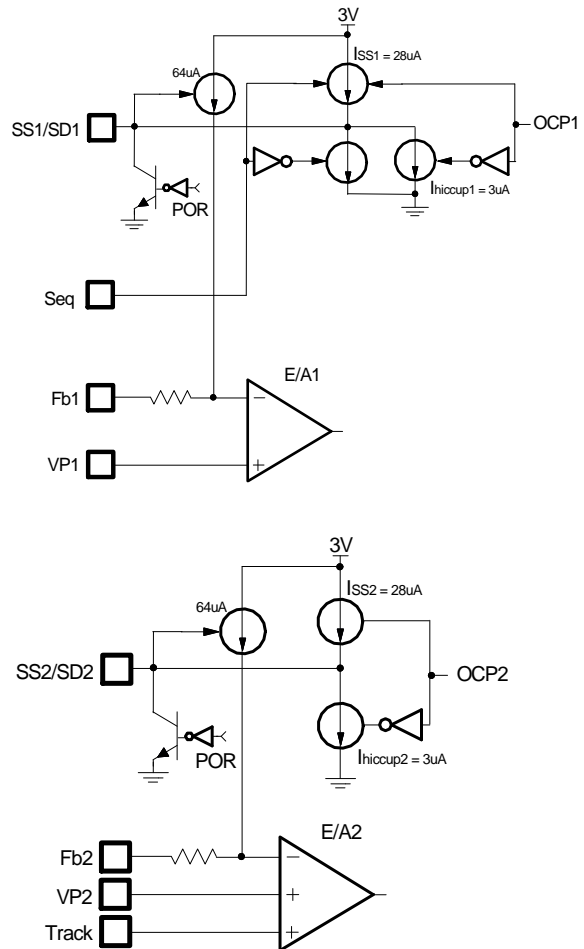 3V
ISS1 = 28uA
64uA
SS1/SD1
OCP1
Ihiccup1 = 3uA
POR
Seq
E/A1
Fb1
−
VP1
+
3V
ISS2 = 28uA
64uA
SS2/SD2
OCP2
Ihiccup2 = 3uA
POR
E/A2
Fb2
−
VP2
+
Track
+